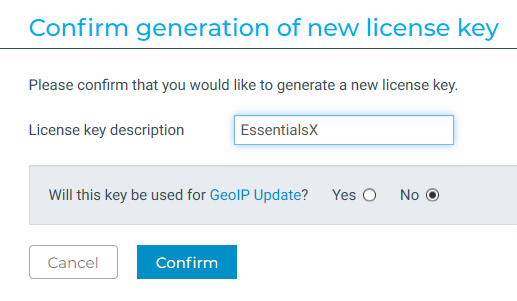 Confirm generation of new license key
Please confirm that you would like to generate a new license key.
License key description EssentialsX
Will this key be used for GeoIP Update? Yes No
Cancel Confirm